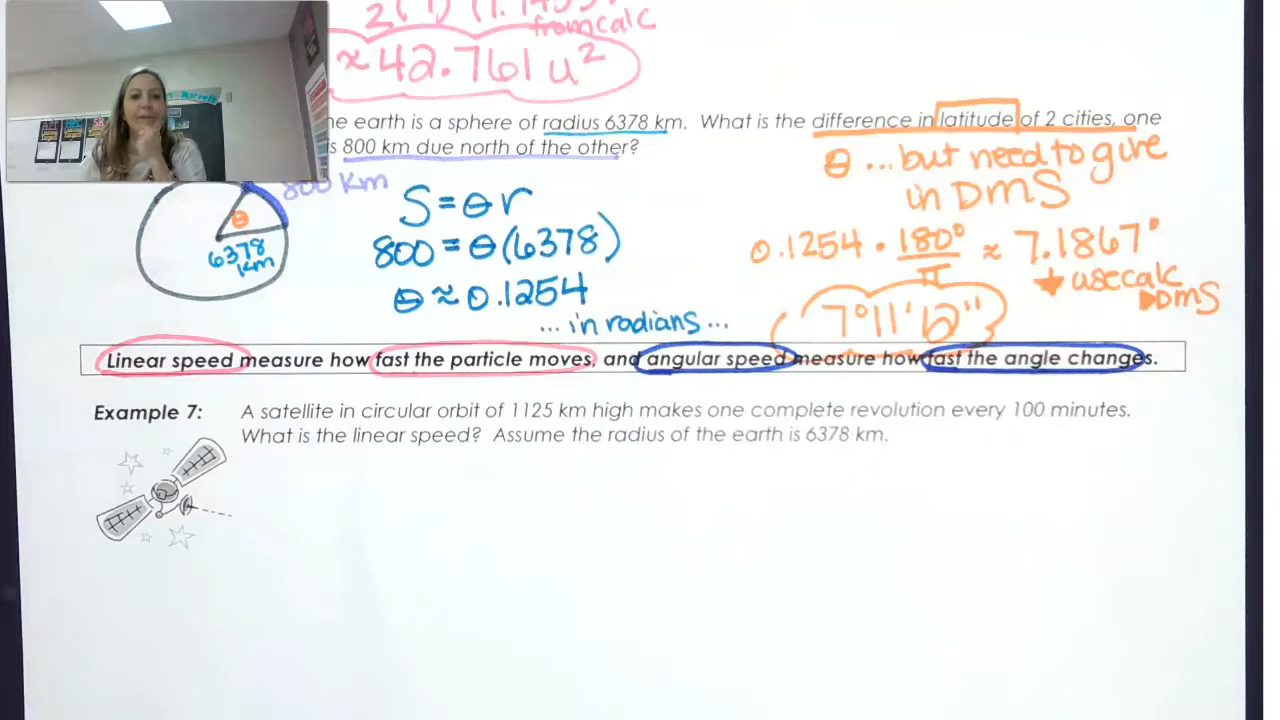 2
from calc
≈ 42.761 u²
he earth is a sphere of radius 6378 km. What is the difference in latitude of 2 cities, one
s 800 km due north of the other?
θ ...but need to give
in DMS
800 Km
θ
6378
Km
S = θr
800 = θ(6378)
θ ≈ 0.1254
...in radians...
0.1254 · 180° / π ≈ 7.1867°
use calc
▶DMS
7°11'12"
Linear speed measure how fast the particle moves, and angular speed measure how fast the angle changes.
Example 7: A satellite in circular orbit of 1125 km high makes one complete revolution every 100 minutes.
What is the linear speed? Assume the radius of the earth is 6378 km.